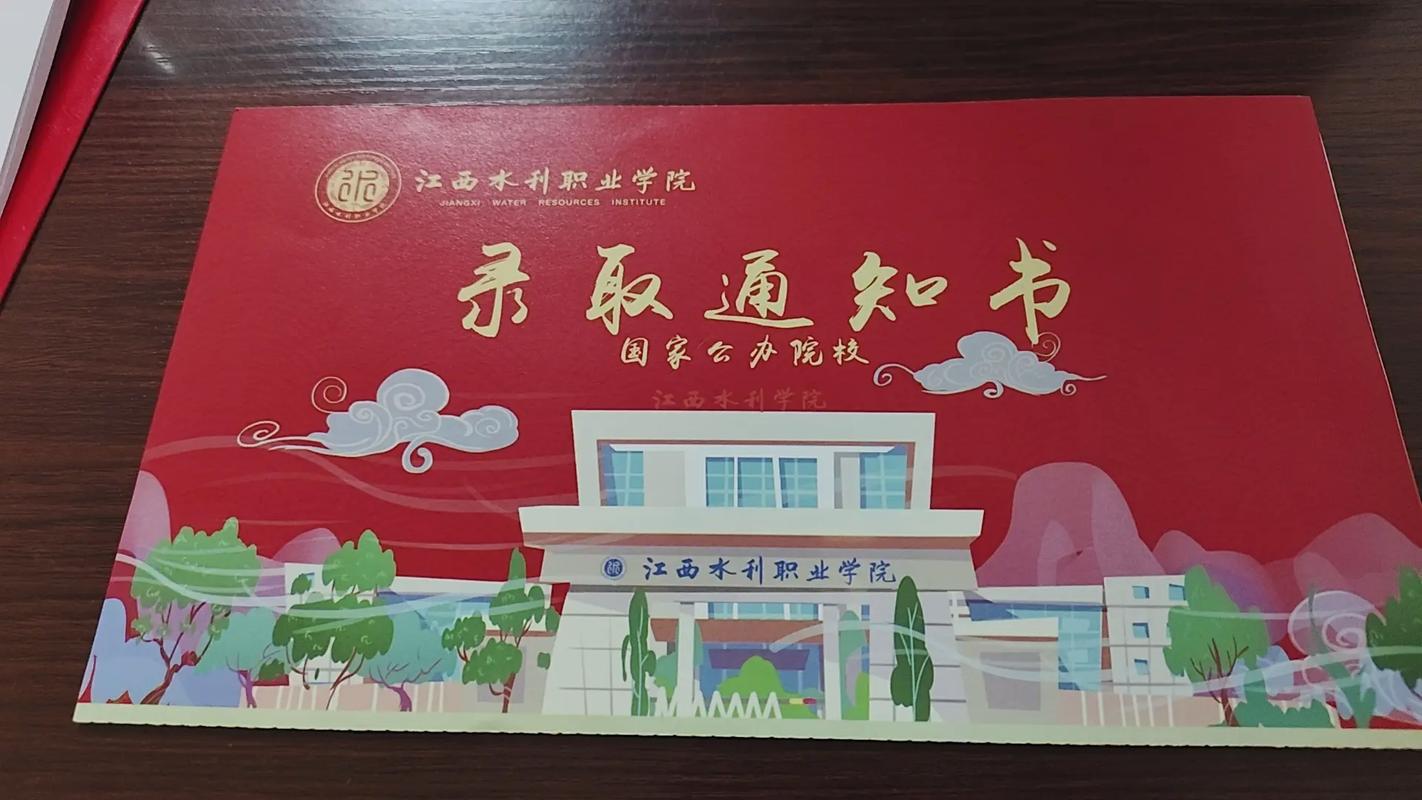 江西水利职业学院
JIANGXI WATER RESOURCES INSTITUTE
录取通知书
国家公办院校
江西水利学院
江西水利职业学院